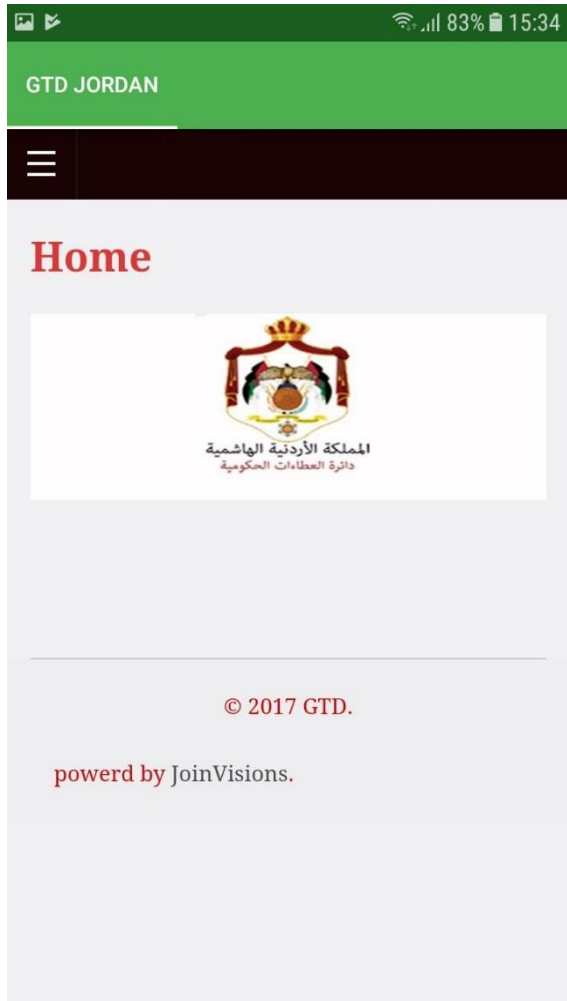 83% 15:34
GTD JORDAN
Home
المملكة الأردنية الهاشمية
دائرة العطاءات الحكومية
© 2017 GTD.
powerd by JoinVisions.